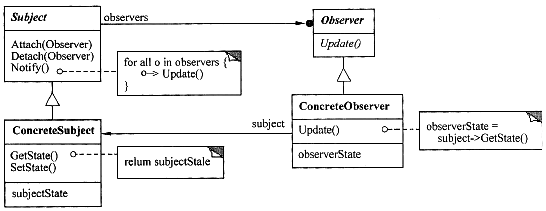 Subject
observers
Observer
Attach(Observer)
Detach(Observer)
Notify()
for all o in observers {
o-> Update()
}
Update()
ConcreteSubject
subject
ConcreteObserver
GetState()
SetState()
relum subjectStale
Update()
observerState =
subject->GetState()
subjectState
observerState